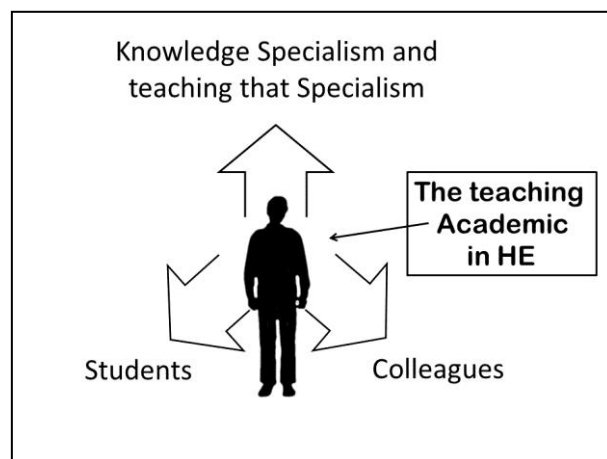 Knowledge Specialism and
teaching that Specialism
The teaching
Academic
in HE
Students
Colleagues